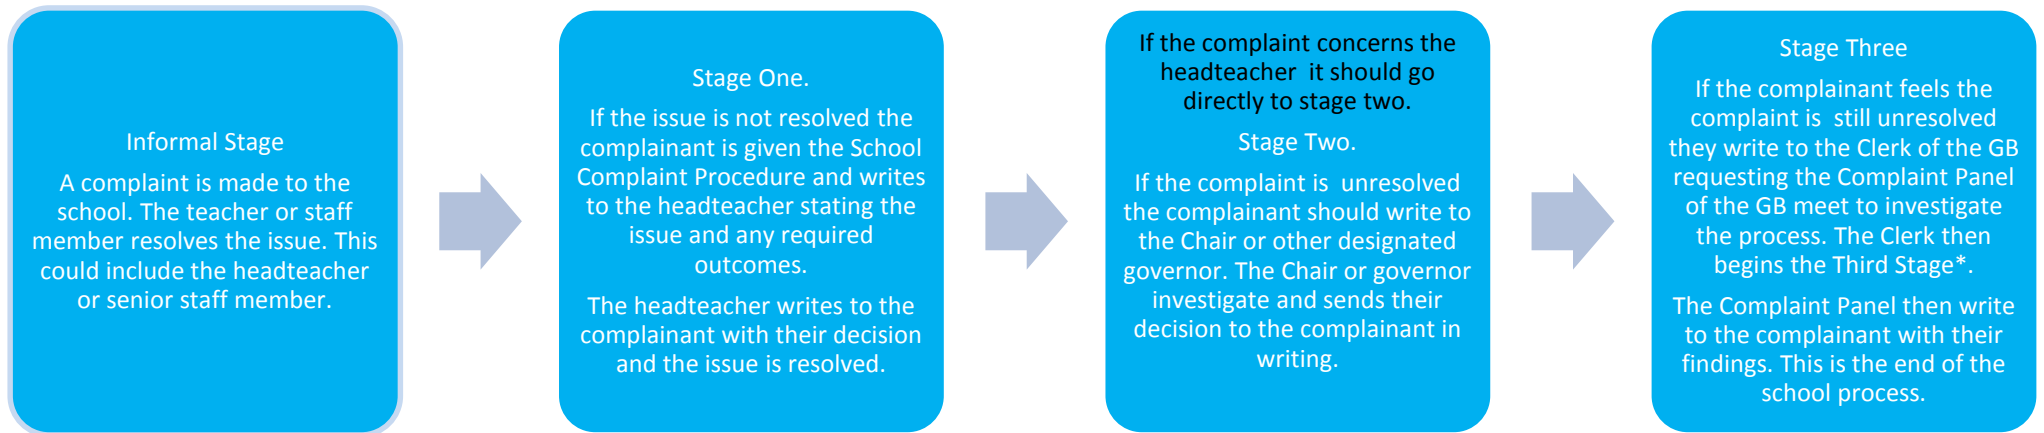 Informal Stage
A complaint is made to the
school. The teacher or staff
member resolves the issue. This
could include the headteacher
or senior staff member.
Stage One.
If the issue is not resolved the
complainant is given the School
Complaint Procedure and writes
to the headteacher stating the
issue and any required
outcomes.
The headteacher writes to the
complainant with their decision
and the issue is resolved.
If the complaint concerns the
headteacher it should go
directly to stage two.
Stage Two.
If the complaint is unresolved
the complainant should write to
the Chair or other designated
governor. The Chair or governor
investigate and sends their
decision to the complainant in
writing.
Stage Three
If the complainant feels the
complaint is still unresolved
they write to the Clerk of the GB
requesting the Complaint Panel
of the GB meet to investigate
the process. The Clerk then
begins the Third Stage*.
The Complaint Panel then write
to the complainant with their
findings. This is the end of the
school process.